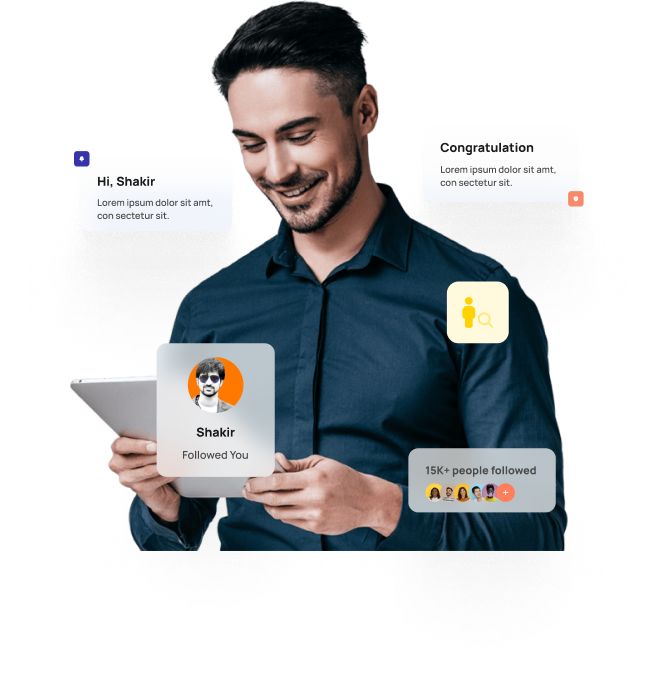 Congratulation
Lorem ipsum dolor sit amt,
con sectetur sit.
Hi, Shakir
Lorem ipsum dolor sit amt,
con sectetur sit.
Shakir
Followed You
15K+ people followed
+